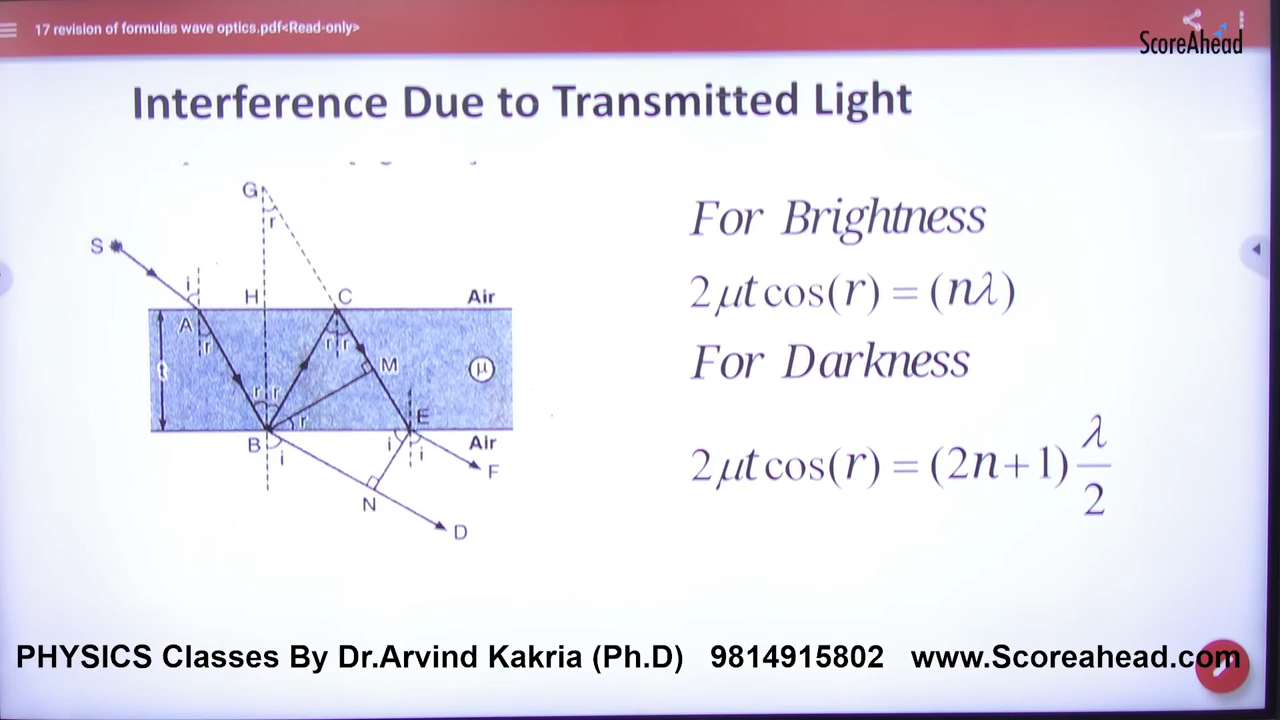 17 revision of formulas wave optics.pdf<Read-only>
ScoreAhead
Interference Due to Transmitted Light
G
r
S
i
H
C
Air
A
r
r r
t
M
μ
r r
r
E
B
i
i
i
Air
F
N
D
For Brightness
2μt cos(r) = (nλ)
For Darkness
2μt cos(r) = (2n+1) λ/2
PHYSICS Classes By Dr.Arvind Kakria (Ph.D) 9814915802 www.Scoreahead.com